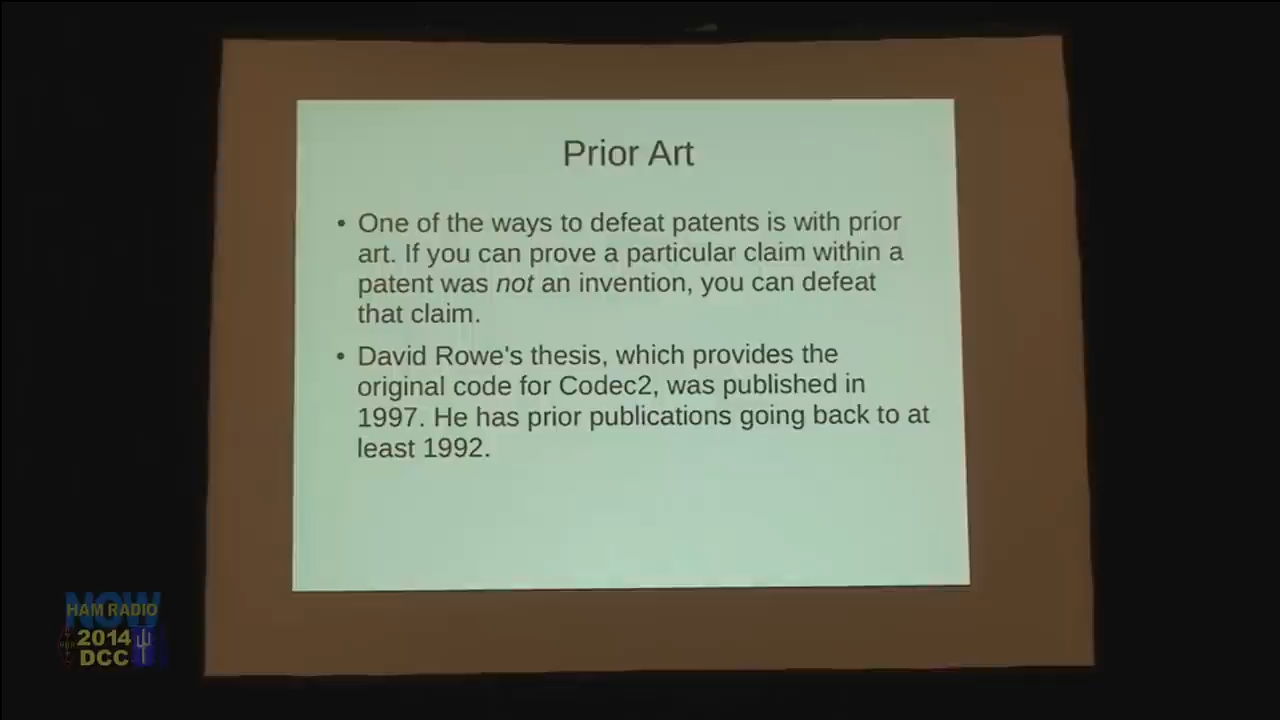 Prior Art
• One of the ways to defeat patents is with prior
art. If you can prove a particular claim within a
patent was not an invention, you can defeat
that claim.
• David Rowe's thesis, which provides the
original code for Codec2, was published in
1997. He has prior publications going back to at
least 1992.
NOW
HAM RADIO
2014
DCC